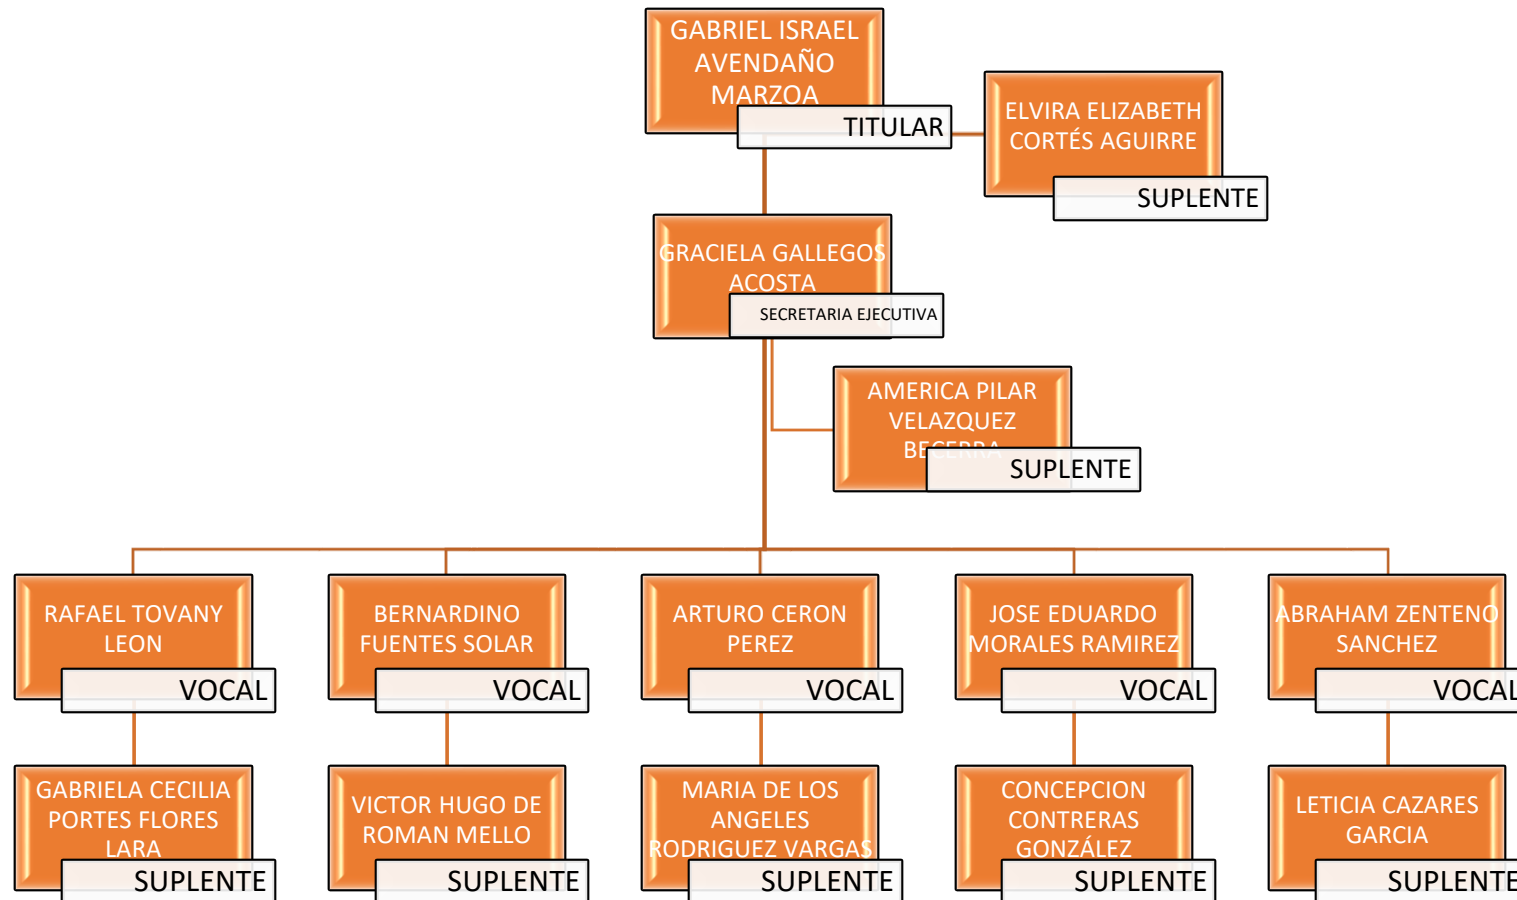 GABRIEL ISRAEL
AVENDAÑO
MARZOA
TITULAR
ELVIRA ELIZABETH
CORTÉS AGUIRRE
SUPLENTE
GRACIELA GALLEGOS
ACOSTA
SECRETARIA EJECUTIVA
AMERICA PILAR
VELAZQUEZ
BECERRA
SUPLENTE
RAFAEL TOVANY
LEON
VOCAL
BERNARDINO
FUENTES SOLAR
VOCAL
ARTURO CERON
PEREZ
VOCAL
JOSE EDUARDO
MORALES RAMIREZ
VOCAL
ABRAHAM ZENTENO
SANCHEZ
VOCAL
GABRIELA CECILIA
PORTES FLORES
LARA
SUPLENTE
VICTOR HUGO DE
ROMAN MELLO
SUPLENTE
MARIA DE LOS
ANGELES
RODRIGUEZ VARGAS
SUPLENTE
CONCEPCION
CONTRERAS
GONZÁLEZ
SUPLENTE
LETICIA CAZARES
GARCIA
SUPLENTE